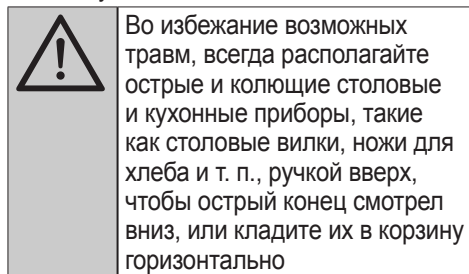 Во избежание возможных
травм, всегда располагайте
острые и колющие столовые
и кухонные приборы, такие
как столовые вилки, ножи для
хлеба и т. п., ручкой вверх,
чтобы острый конец смотрел
вниз, или кладите их в корзину
горизонтально